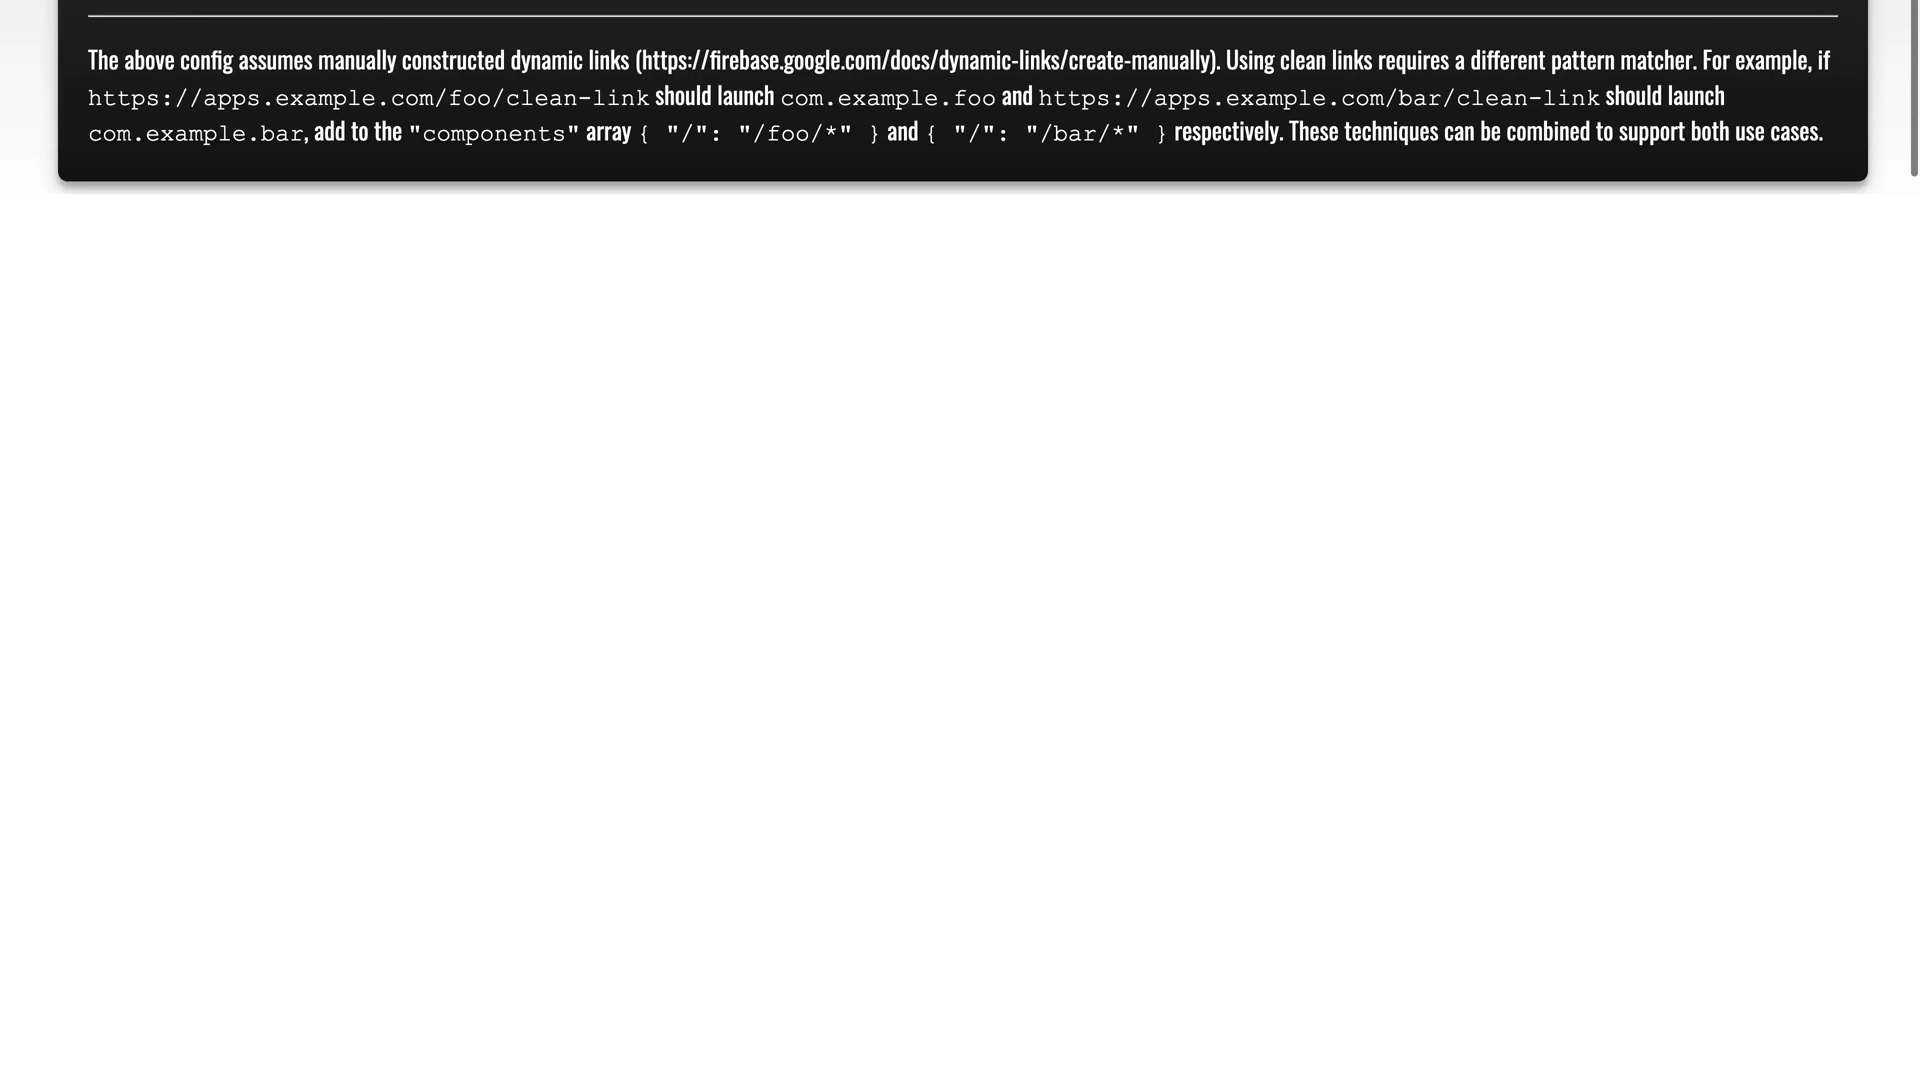 The above config assumes manually constructed dynamic links (https://firebase.google.com/docs/dynamic-links/create-manually). Using clean links requires a different pattern matcher. For example, if
https://apps.example.com/foo/clean-link should launch com.example.foo and https://apps.example.com/bar/clean-link should launch
com.example.bar, add to the "components" array { "/": "/foo/*" } and { "/": "/bar/*" } respectively. These techniques can be combined to support both use cases.